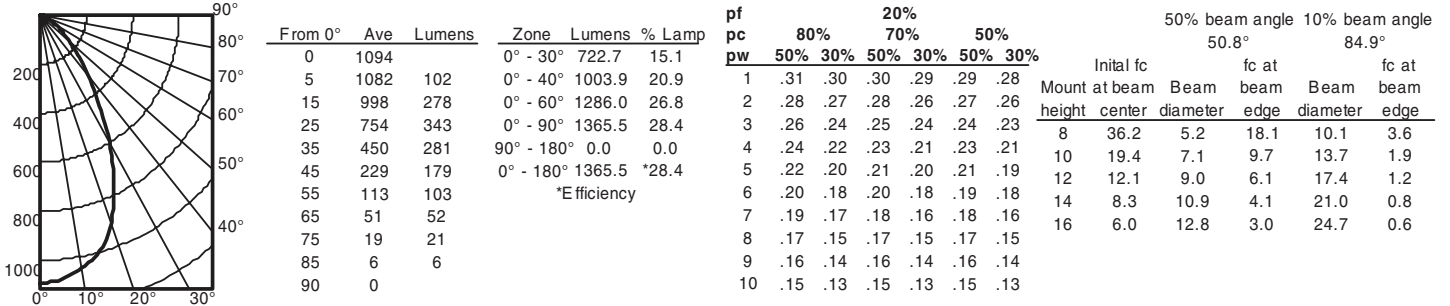 90°
80°
70°
60°
50°
40°
200
400
600
800
1000
0° 10° 20° 30°
From 0° Ave Lumens
0 1094
5 1082 102
15 998 278
25 754 343
35 450 281
45 229 179
55 113 103
65 51 52
75 19 21
85 6 6
90 0
Zone Lumens % Lamp
0° - 30° 722.7 15.1
0° - 40° 1003.9 20.9
0° - 60° 1286.0 26.8
0° - 90° 1365.5 28.4
90° - 180° 0.0 0.0
0° - 180° 1365.5 *28.4
*Efficiency
pf 20%
pc 80% 70% 50%
pw 50% 30% 50% 30% 50% 30%
1 .31 .30 .30 .29 .29 .28
2 .28 .27 .28 .26 .27 .26
3 .26 .24 .25 .24 .24 .23
4 .24 .22 .23 .21 .23 .21
5 .22 .20 .21 .20 .21 .19
6 .20 .18 .20 .18 .19 .18
7 .19 .17 .18 .16 .18 .16
8 .17 .15 .17 .15 .17 .15
9 .16 .14 .16 .14 .16 .14
10 .15 .13 .15 .13 .15 .13
50% beam angle 10% beam angle
50.8° 84.9°
Inital fc fc at fc at
Mount at beam Beam beam Beam beam
height center diameter edge diameter edge
8 36.2 5.2 18.1 10.1 3.6
10 19.4 7.1 9.7 13.7 1.9
12 12.1 9.0 6.1 17.4 1.2
14 8.3 10.9 4.1 21.0 0.8
16 6.0 12.8 3.0 24.7 0.6